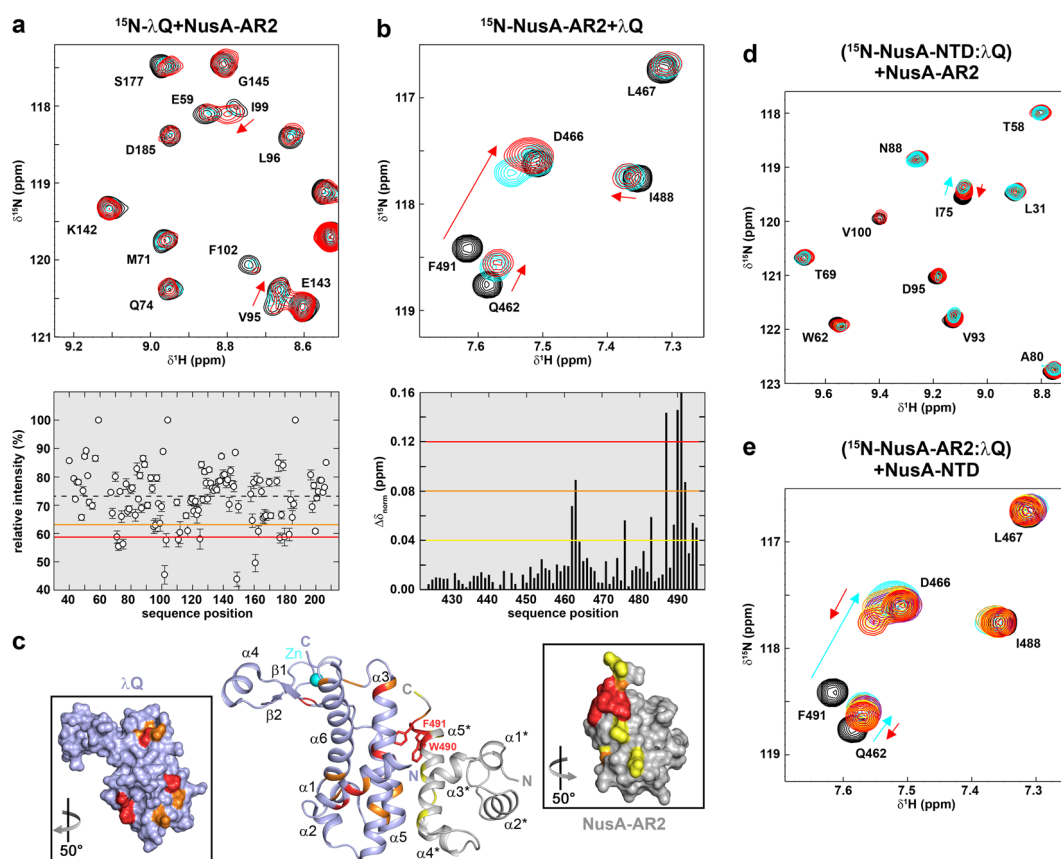 a
¹⁵N-λQ+NusA-AR2
S177
G145
E59
I99
D185
L96
K142
F102
M71
E143
Q74
V95
118
119
120
121
δ¹⁵N (ppm)
9.2
9.0
8.8
8.6
δ¹H (ppm)
relative intensity (%)
100
90
80
70
60
50
40
40 60 80 100 120 140 160 180 200
sequence position
b
¹⁵N-NusA-AR2+λQ
L467
D466
I488
F491
Q462
117
118
119
δ¹⁵N (ppm)
7.6
7.5
7.4
7.3
δ¹H (ppm)
Δδnorm (ppm)
0.16
0.12
0.08
0.04
0.00
430 440 450 460 470 480 490
sequence position
c
λQ
50°
α4
β1
Zn
C
α3
β2
α6
C
F491
W490
α5*
α1*
N
N
α1
α3*
α2*
α2
α5
α4*
50°
NusA-AR2
d
(¹⁵N-NusA-NTD:λQ)
+NusA-AR2
T58
N88
I75
L31
V100
T69
D95
W62
V93
A80
118
119
120
121
122
123
δ¹⁵N (ppm)
9.6
9.4
9.2
9.0
8.8
δ¹H (ppm)
e
(¹⁵N-NusA-AR2:λQ)
+NusA-NTD
L467
D466
I488
F491
Q462
117
118
119
δ¹⁵N (ppm)
7.6
7.5
7.4
7.3
δ¹H (ppm)